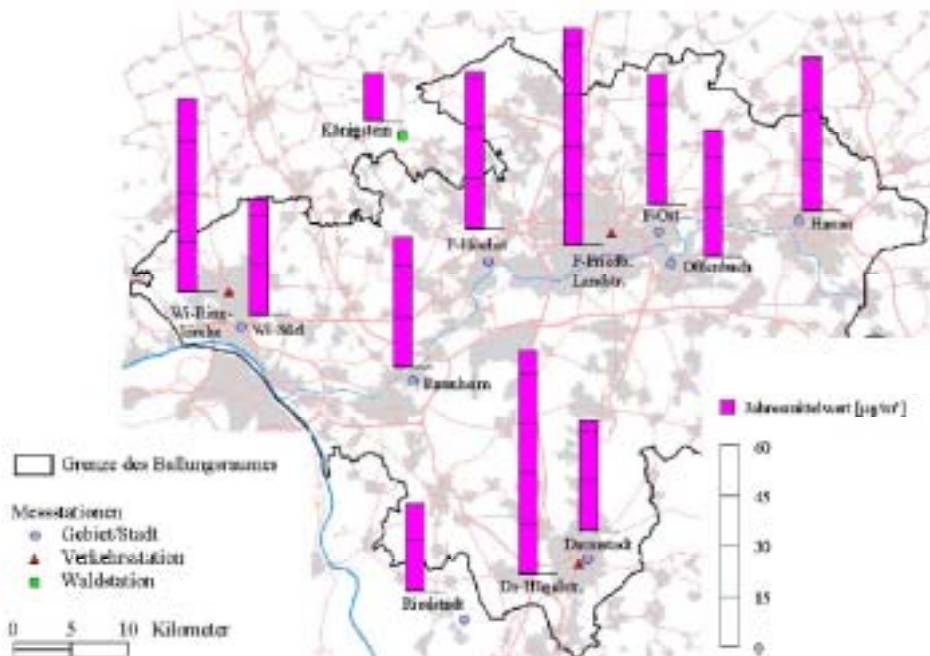 Königstein
F-Höchst
F-Ost
Hanau
F-Friedb.
Landstr.
Offenbach
Wi-Ring-
kirche
Wi-Süd
Raunheim
Jahresmittelwert [µg/m³]
60
45
30
15
0
Grenze des Ballungsraumes
Messstationen
Gebiet/Stadt
Verkehrsstation
Waldstation
Darmstadt
Da-Hügelstr.
Riedstadt
0 5 10 Kilometer